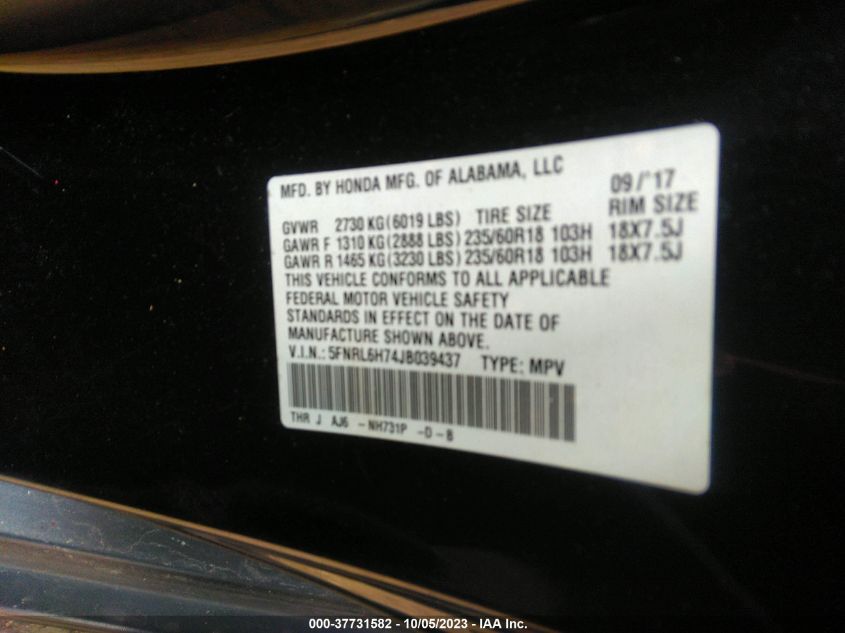 MFD. BY HONDA MFG. OF ALABAMA, LLC 09/'17
GVWR 2730 KG (6019 LBS) TIRE SIZE RIM SIZE
GAWR F 1310 KG (2888 LBS) 235/60R18 103H 18X7.5J
GAWR R 1465 KG (3230 LBS) 235/60R18 103H 18X7.5J
THIS VEHICLE CONFORMS TO ALL APPLICABLE
FEDERAL MOTOR VEHICLE SAFETY
STANDARDS IN EFFECT ON THE DATE OF
MANUFACTURE SHOWN ABOVE.
V.I.N.: 5FNRL6H74JB039437 TYPE: MPV
THR J AJ6 -NH731P -D-B
000-37731582 - 10/05/2023 - IAA Inc.